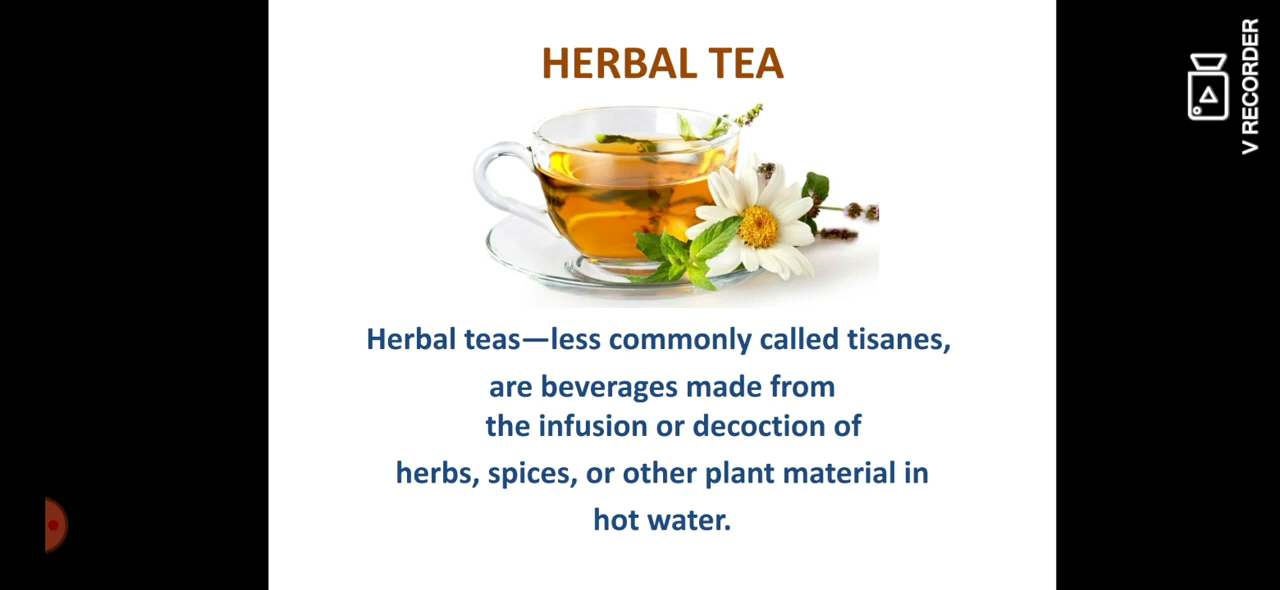 HERBAL TEA
Herbal teas—less commonly called tisanes,
are beverages made from
the infusion or decoction of
herbs, spices, or other plant material in
hot water.
V RECORDER